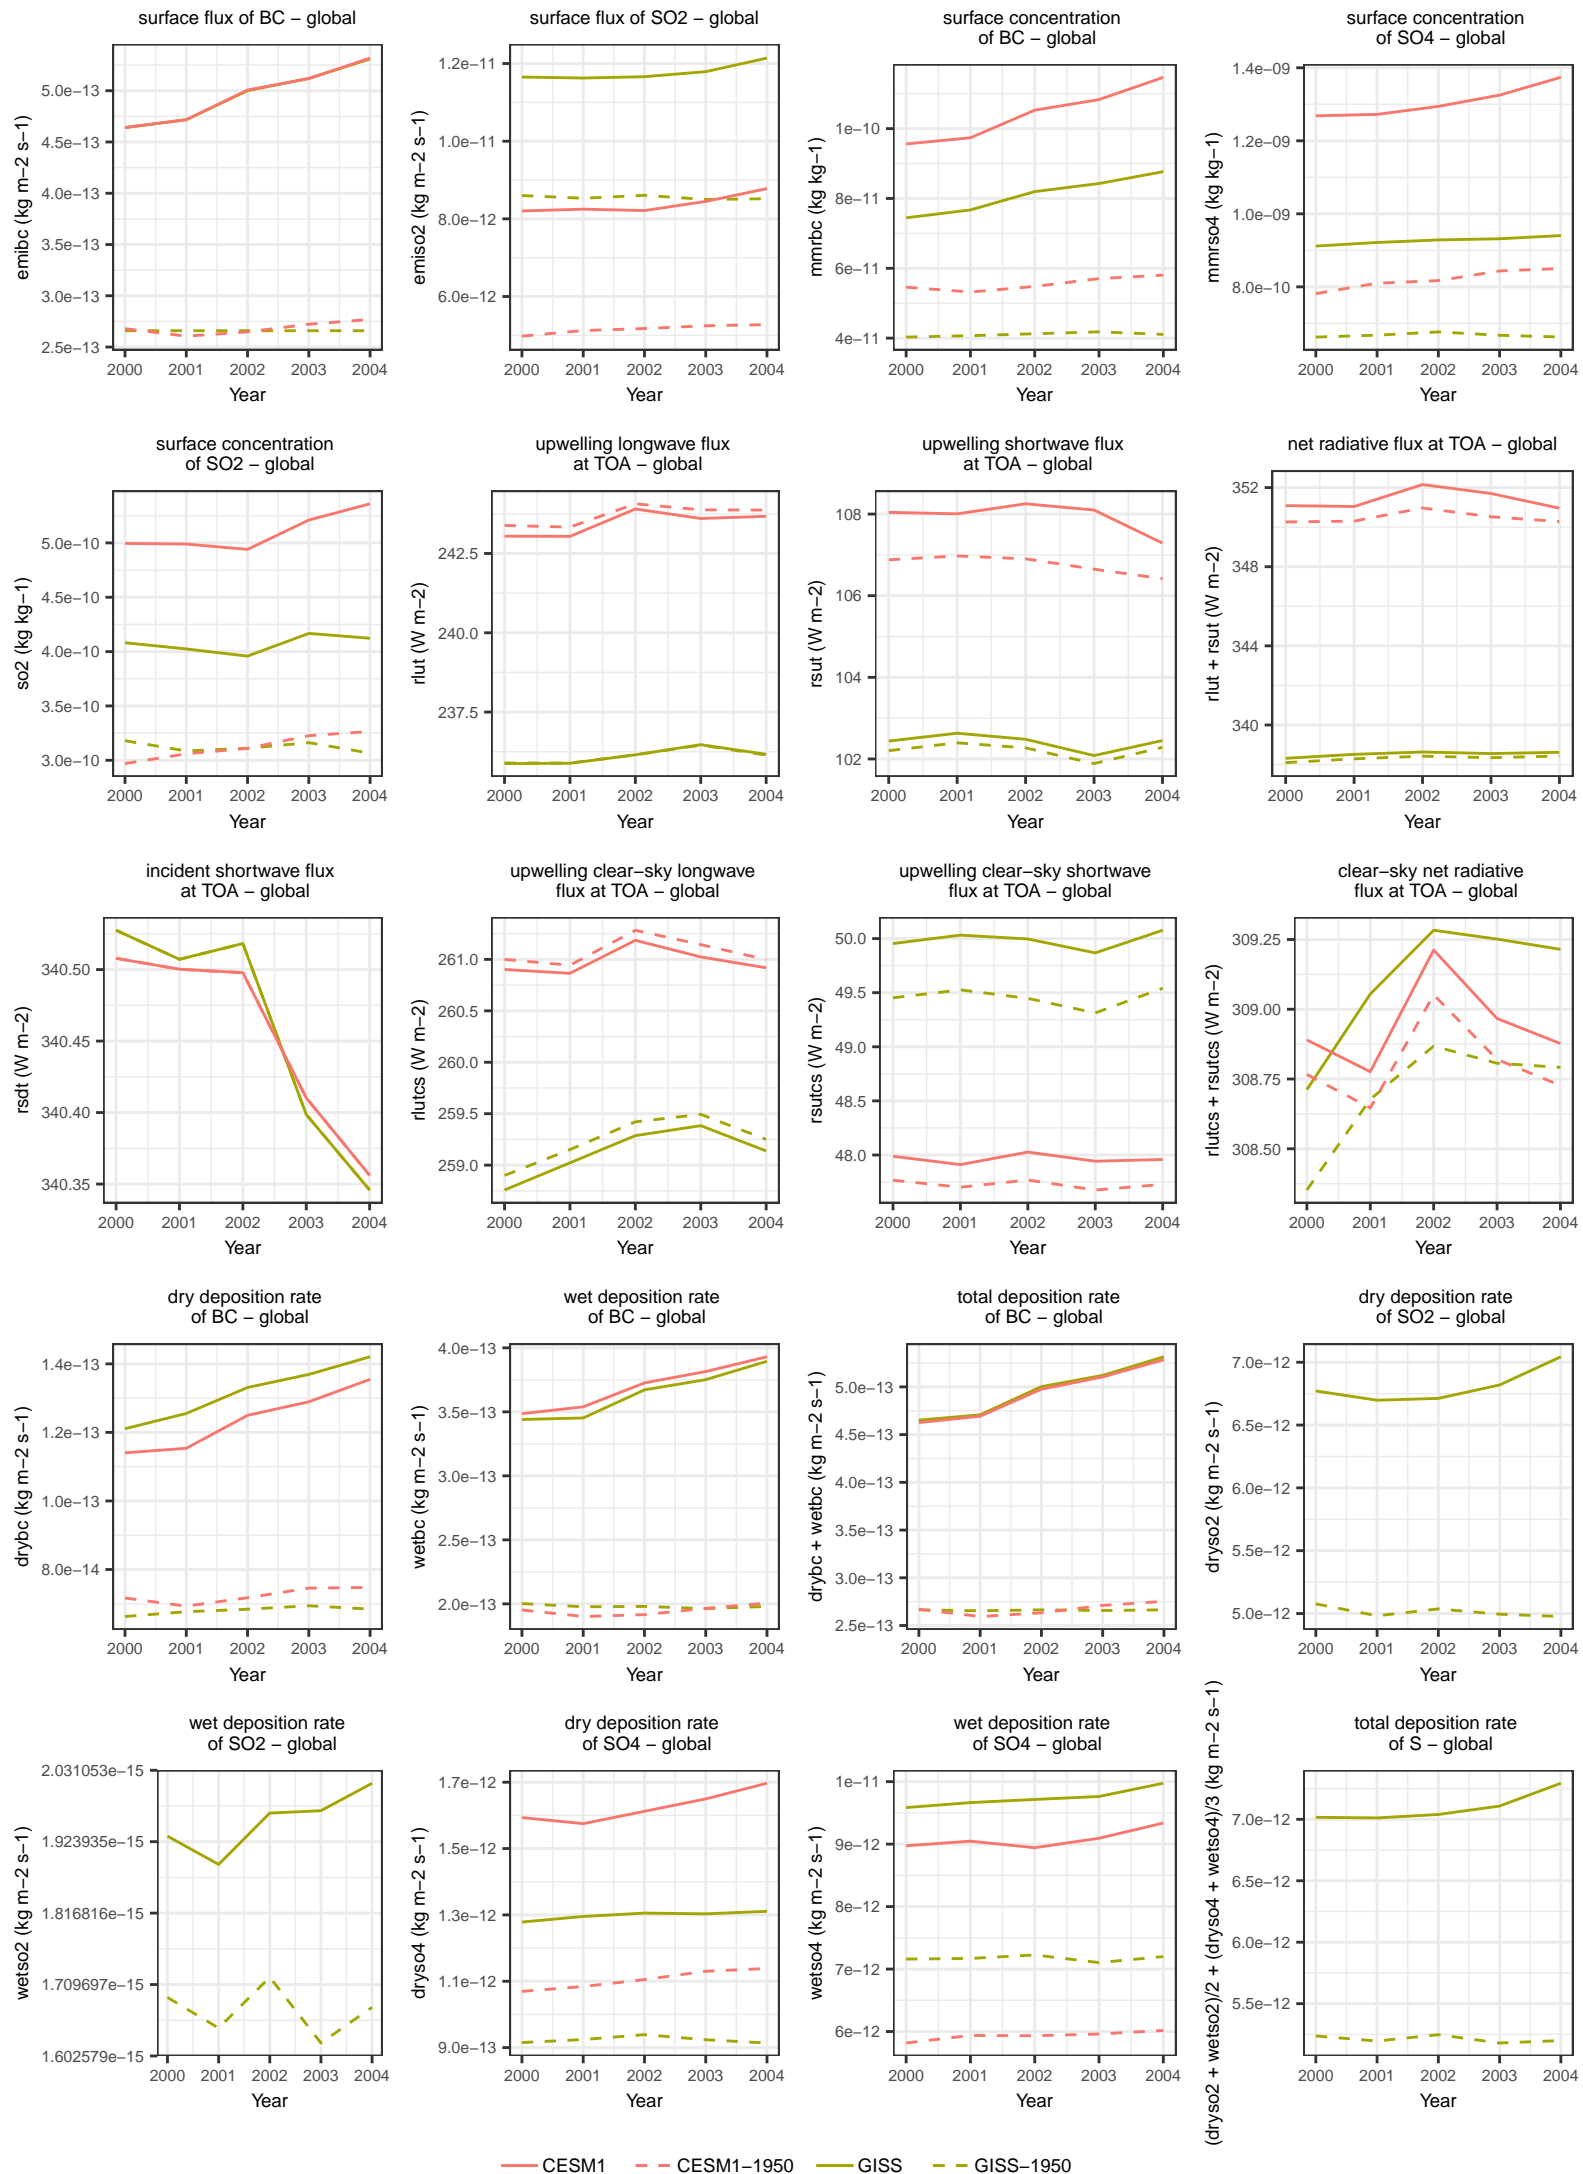 surface flux of BC − global
emibc (kg m−2 s−1)
5.0e−13
4.5e−13
4.0e−13
3.5e−13
3.0e−13
2.5e−13
2000 2001 2002 2003 2004
Year
surface flux of SO2 − global
emiso2 (kg m−2 s−1)
1.2e−11
1.0e−11
8.0e−12
6.0e−12
2000 2001 2002 2003 2004
Year
surface concentration
of BC − global
mmrbc (kg kg−1)
1e−10
8e−11
6e−11
4e−11
2000 2001 2002 2003 2004
Year
surface concentration
of SO4 − global
mmrso4 (kg kg−1)
1.4e−09
1.2e−09
1.0e−09
8.0e−10
2000 2001 2002 2003 2004
Year
surface concentration
of SO2 − global
so2 (kg kg−1)
5.0e−10
4.5e−10
4.0e−10
3.5e−10
3.0e−10
2000 2001 2002 2003 2004
Year
upwelling longwave flux
at TOA − global
rlut (W m−2)
242.5
240.0
237.5
2000 2001 2002 2003 2004
Year
upwelling shortwave flux
at TOA − global
rsut (W m−2)
108
106
104
102
2000 2001 2002 2003 2004
Year
net radiative flux at TOA − global
rlut + rsut (W m−2)
352
348
344
340
2000 2001 2002 2003 2004
Year
incident shortwave flux
at TOA − global
rsdt (W m−2)
340.50
340.45
340.40
340.35
2000 2001 2002 2003 2004
Year
upwelling clear−sky longwave
flux at TOA − global
rlutcs (W m−2)
261.0
260.5
260.0
259.5
259.0
2000 2001 2002 2003 2004
Year
upwelling clear−sky shortwave
flux at TOA − global
rsutcs (W m−2)
50.0
49.5
49.0
48.5
48.0
2000 2001 2002 2003 2004
Year
clear−sky net radiative
flux at TOA − global
rlutcs + rsutcs (W m−2)
309.25
309.00
308.75
308.50
2000 2001 2002 2003 2004
Year
dry deposition rate
of BC − global
drybc (kg m−2 s−1)
1.4e−13
1.2e−13
1.0e−13
8.0e−14
2000 2001 2002 2003 2004
Year
wet deposition rate
of BC − global
wetbc (kg m−2 s−1)
4.0e−13
3.5e−13
3.0e−13
2.5e−13
2.0e−13
2000 2001 2002 2003 2004
Year
total deposition rate
of BC − global
drybc + wetbc (kg m−2 s−1)
5.0e−13
4.5e−13
4.0e−13
3.5e−13
3.0e−13
2.5e−13
2000 2001 2002 2003 2004
Year
dry deposition rate
of SO2 − global
dryso2 (kg m−2 s−1)
7.0e−12
6.5e−12
6.0e−12
5.5e−12
5.0e−12
2000 2001 2002 2003 2004
Year
wet deposition rate
of SO2 − global
wetso2 (kg m−2 s−1)
2.031053e−15
1.923935e−15
1.816816e−15
1.709697e−15
1.602579e−15
2000 2001 2002 2003 2004
Year
dry deposition rate
of SO4 − global
dryso4 (kg m−2 s−1)
1.7e−12
1.5e−12
1.3e−12
1.1e−12
9.0e−13
2000 2001 2002 2003 2004
Year
wet deposition rate
of SO4 − global
wetso4 (kg m−2 s−1)
1e−11
9e−12
8e−12
7e−12
6e−12
2000 2001 2002 2003 2004
Year
total deposition rate
of S − global
(dryso2 + wetso2)/2 + (dryso4 + wetso4)/3 (kg m−2 s−1)
7.0e−12
6.5e−12
6.0e−12
5.5e−12
2000 2001 2002 2003 2004
Year
CESM1 CESM1−1950 GISS GISS−1950